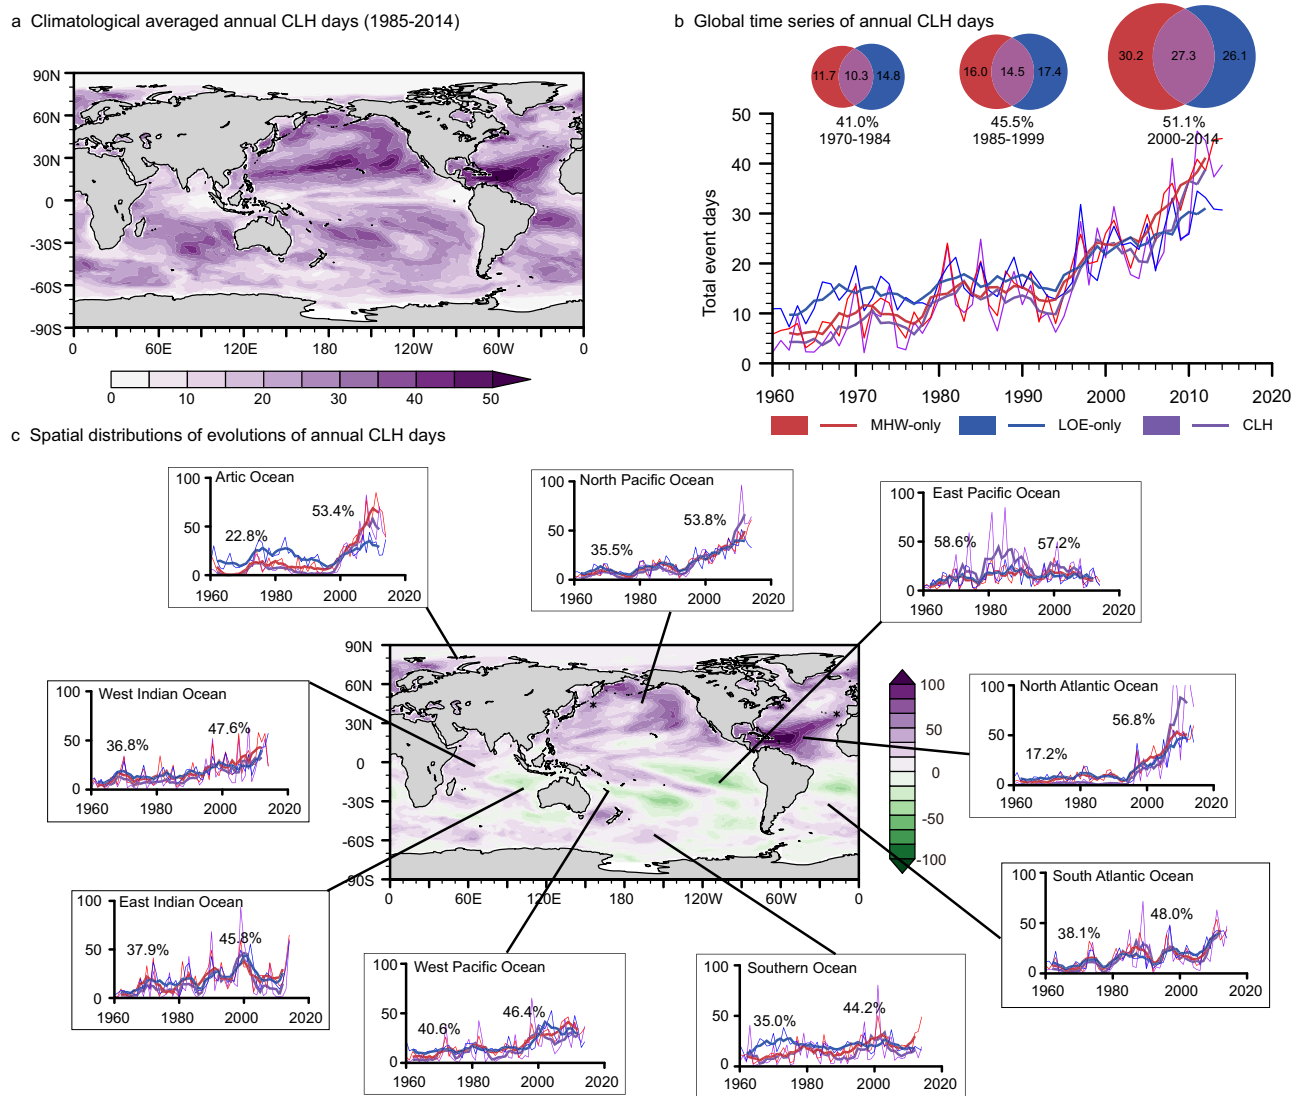 a Climatological averaged annual CLH days (1985-2014)
90N
60N
30N
0
-30S
-60S
-90S
0 60E 120E 180 120W 60W 0
0 10 20 30 40 50
b Global time series of annual CLH days
11.7 10.3 14.8
41.0%
1970-1984
16.0 14.5 17.4
45.5%
1985-1999
30.2 27.3 26.1
51.1%
2000-2014
Total event days
50
40
30
20
10
0
1960 1970 1980 1990 2000 2010 2020
MHW-only LOE-only CLH
c Spatial distributions of evolutions of annual CLH days
Artic Ocean
100
50
0
22.8%
53.4%
1960 1980 2000 2020
North Pacific Ocean
100
50
0
35.5%
53.8%
1960 1980 2000 2020
East Pacific Ocean
100
50
0
58.6%
57.2%
1960 1980 2000 2020
West Indian Ocean
100
50
0
36.8%
47.6%
1960 1980 2000 2020
90N
60N
30N
0
-30S
-60S
90S
0 60E 120E 180 120W 60W 0
100
50
0
-50
-100
North Atlantic Ocean
100
50
0
17.2%
56.8%
1960 1980 2000 2020
East Indian Ocean
100
50
0
37.9%
45.8%
1960 1980 2000 2020
West Pacific Ocean
100
50
0
40.6%
46.4%
1960 1980 2000 2020
Southern Ocean
100
50
0
35.0%
44.2%
1960 1980 2000 2020
South Atlantic Ocean
100
50
0
38.1%
48.0%
1960 1980 2000 2020